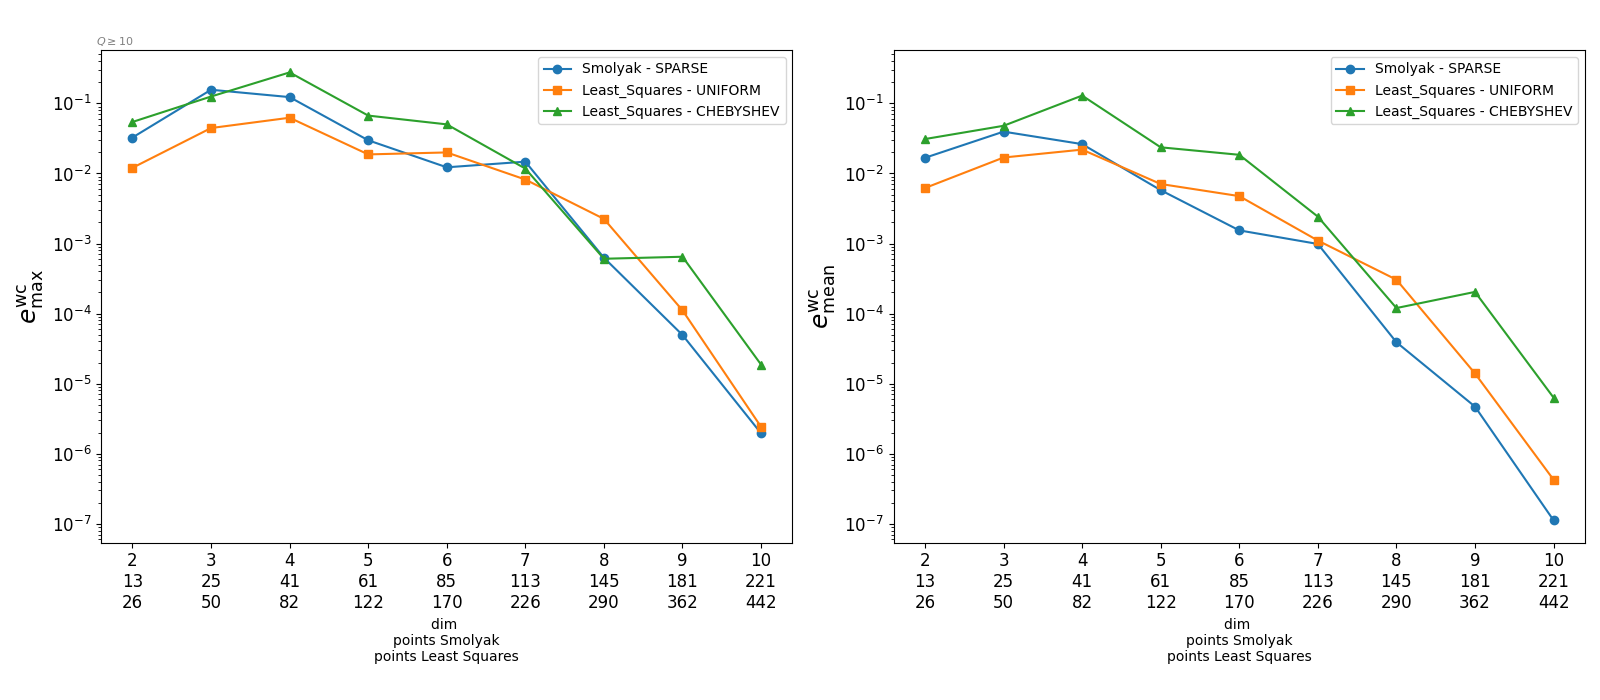 Q ≥ 10
Smolyak - SPARSE
Least_Squares - UNIFORM
Least_Squares - CHEBYSHEV
10⁻¹
10⁻²
10⁻³
10⁻⁴
10⁻⁵
10⁻⁶
10⁻⁷
e^wc_max
2 3 4 5 6 7 8 9 10
13 25 41 61 85 113 145 181 221
26 50 82 122 170 226 290 362 442
dim
points Smolyak
points Least Squares
Smolyak - SPARSE
Least_Squares - UNIFORM
Least_Squares - CHEBYSHEV
10⁻¹
10⁻²
10⁻³
10⁻⁴
10⁻⁵
10⁻⁶
10⁻⁷
e^wc_mean
2 3 4 5 6 7 8 9 10
13 25 41 61 85 113 145 181 221
26 50 82 122 170 226 290 362 442
dim
points Smolyak
points Least Squares